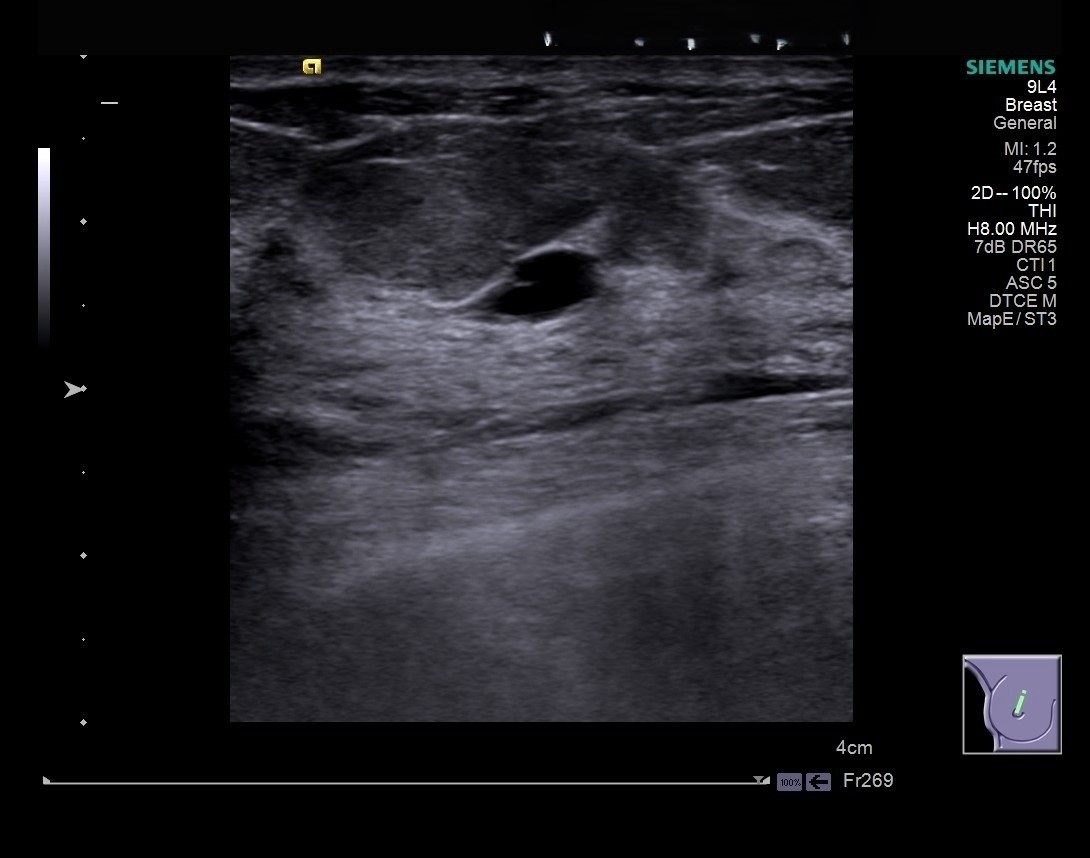 SIEMENS
9L4
Breast
General
MI: 1.2
47fps
2D--100%
THI
H8.00 MHz
7dB DR65
CTI 1
ASC 5
DTCE M
MapE / ST3
i
4cm
100%
Fr269